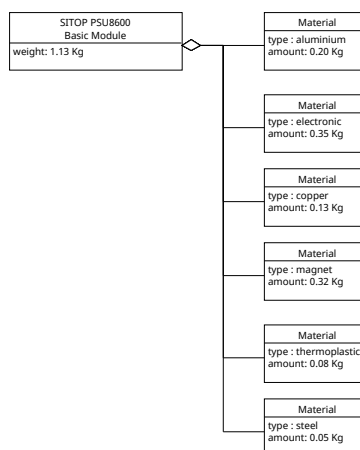 SITOP PSU8600
Basic Module
weight: 1.13 Kg
Material
type : aluminium
amount: 0.20 Kg
Material
type : electronic
amount: 0.35 Kg
Material
type : copper
amount: 0.13 Kg
Material
type : magnet
amount: 0.32 Kg
Material
type : thermoplastic
amount: 0.08 Kg
Material
type : steel
amount: 0.05 Kg